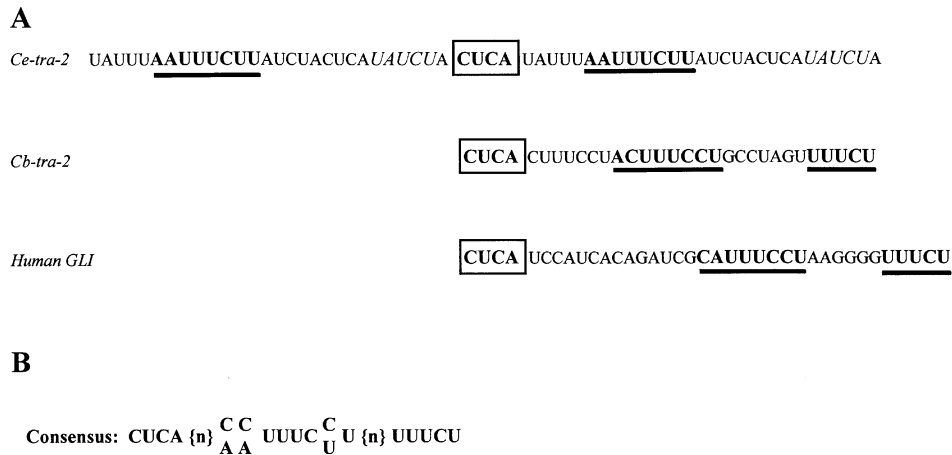 A
Ce-tra-2 UAUUUAAUUUCUUAUCUACUCAUAUCUA CUCA UAUUUAAUUUCUUAUCUACUCAUAUCUA
Cb-tra-2 CUCA CUUUCCUACUUUCCUGCCUAGUUUUCU
Human GLI CUCA UCCAUCACAGAUCGCAUUUCCUAAGGGGUUUCU
B
C C C
Consensus: CUCA {n} UUUC U {n} UUUCU
A A U